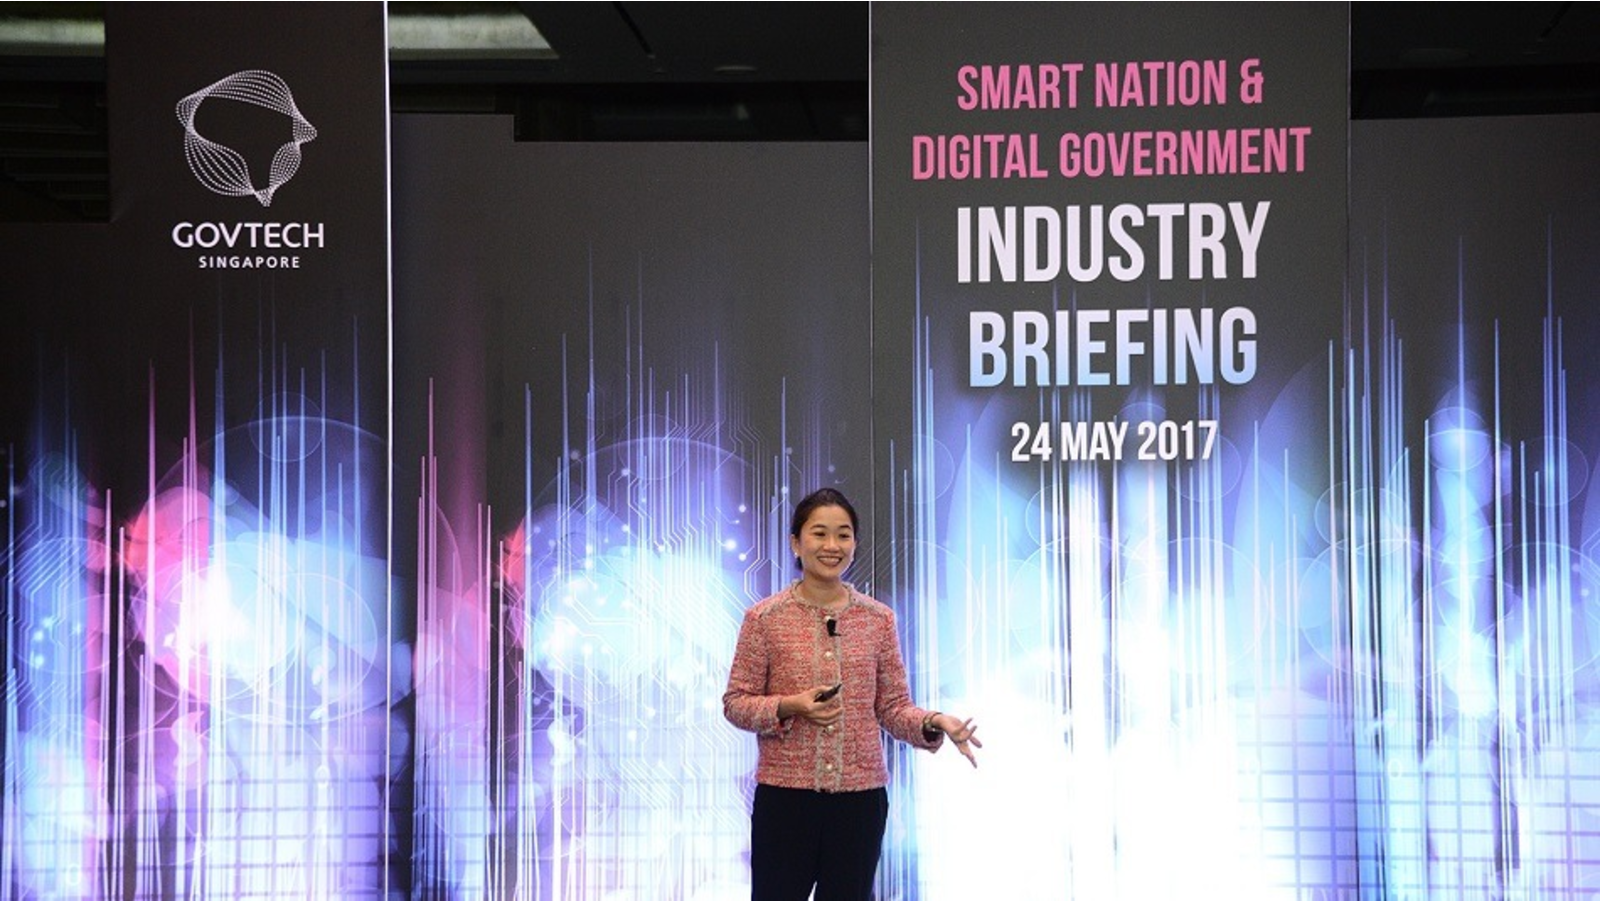 GOVTECH
SINGAPORE
SMART NATION &
DIGITAL GOVERNMENT
INDUSTRY
BRIEFING
24 MAY 2017